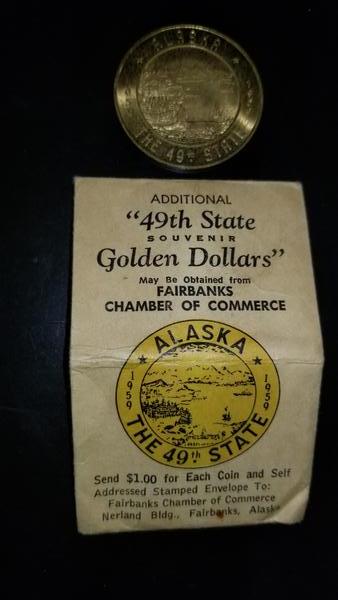 ALASKA
THE 49th STATE
ADDITIONAL
"49th State
SOUVENIR
Golden Dollars"
May Be Obtained from
FAIRBANKS
CHAMBER OF COMMERCE
ALASKA
1959 1959
THE 49th STATE
Send $1.00 for Each Coin and Self
Addressed Stamped Envelope To:
Fairbanks Chamber of Commerce
Nerland Bldg., Fairbanks, Alaska